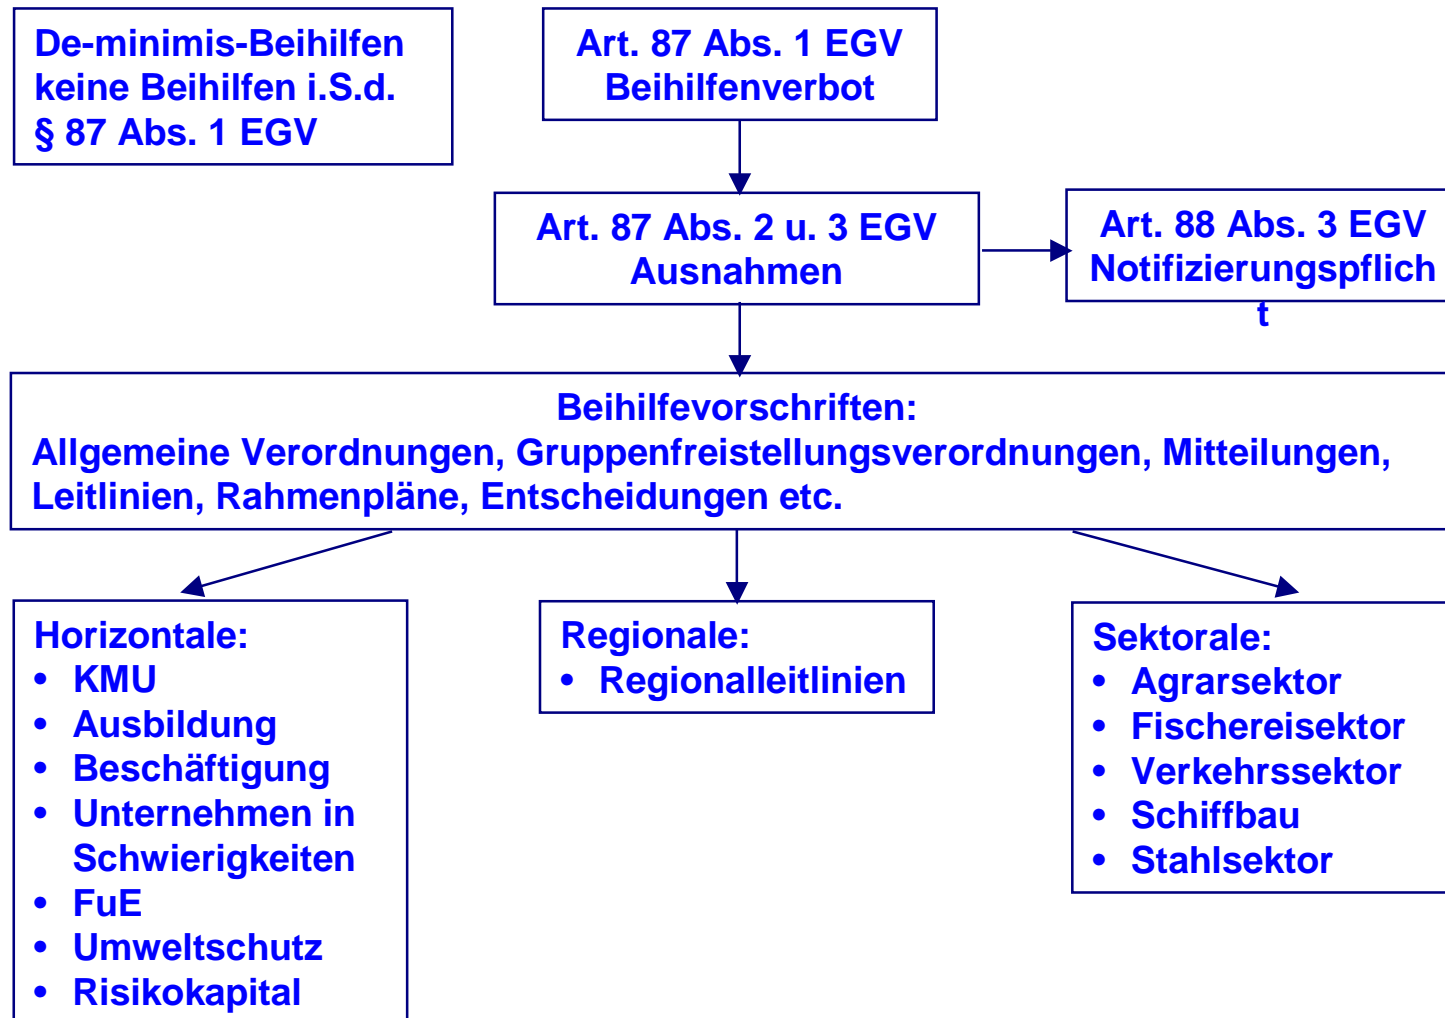 De-minimis-Beihilfen
keine Beihilfen i.S.d.
§ 87 Abs. 1 EGV
Art. 87 Abs. 1 EGV
Beihilfenverbot
Art. 87 Abs. 2 u. 3 EGV
Ausnahmen
Art. 88 Abs. 3 EGV
Notifizierungspflich
t
Beihilfevorschriften:
Allgemeine Verordnungen, Gruppenfreistellungsverordnungen, Mitteilungen,
Leitlinien, Rahmenpläne, Entscheidungen etc.
Horizontale:
• KMU
• Ausbildung
• Beschäftigung
• Unternehmen in
Schwierigkeiten
• FuE
• Umweltschutz
• Risikokapital
Regionale:
• Regionalleitlinien
Sektorale:
• Agrarsektor
• Fischereisektor
• Verkehrssektor
• Schiffbau
• Stahlsektor